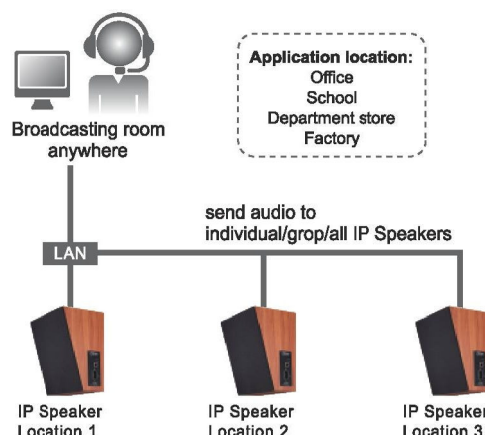 Application location:
Office
School
Department store
Factory
Broadcasting room
anywhere
send audio to
individual/grop/all IP Speakers
LAN
IP Speaker
Location 1
IP Speaker
Location 2
IP Speaker
Location 3